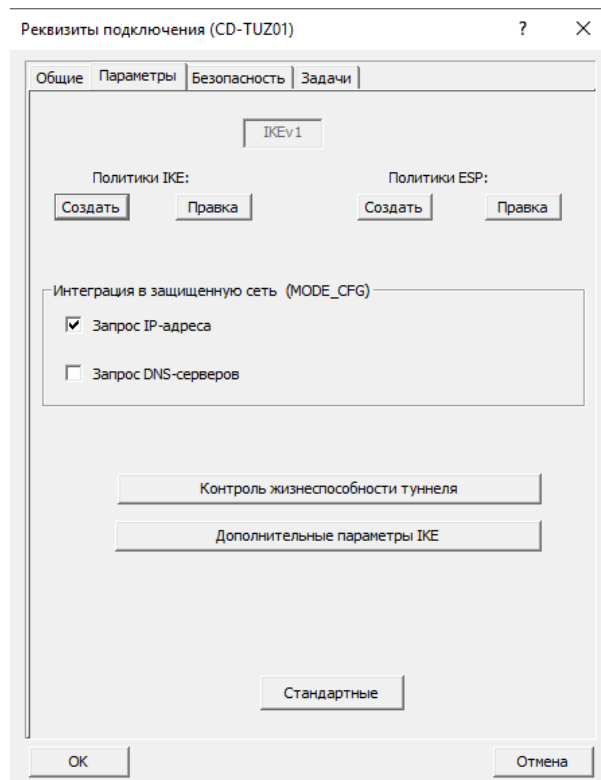 Реквизиты подключения (CD-TUZ01) ? ×
Общие Параметры Безопасность Задачи
IKEv1
Политики IKE: Политики ESP:
Создать Правка Создать Правка
Интеграция в защищенную сеть (MODE_CFG)
Запрос IP-адреса
Запрос DNS-серверов
Контроль жизнеспособности туннеля
Дополнительные параметры IKE
Стандартные
OK Отмена